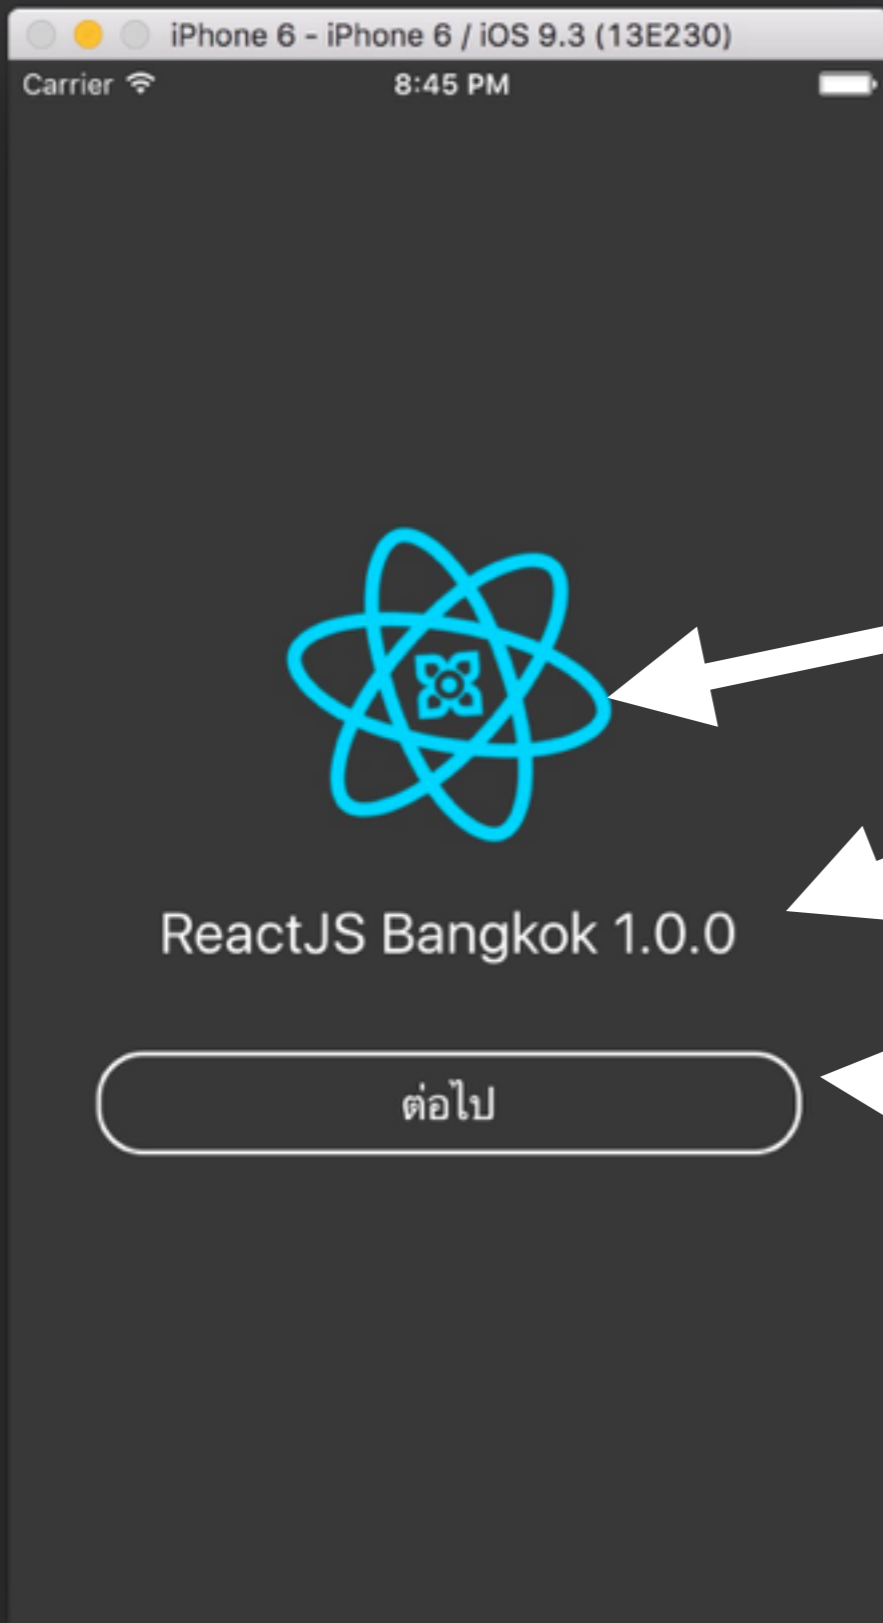 iPhone 6 - iPhone 6 / iOS 9.3 (13E230)
Carrier 8:45 PM
ReactJS Bangkok 1.0.0
ต่อไป